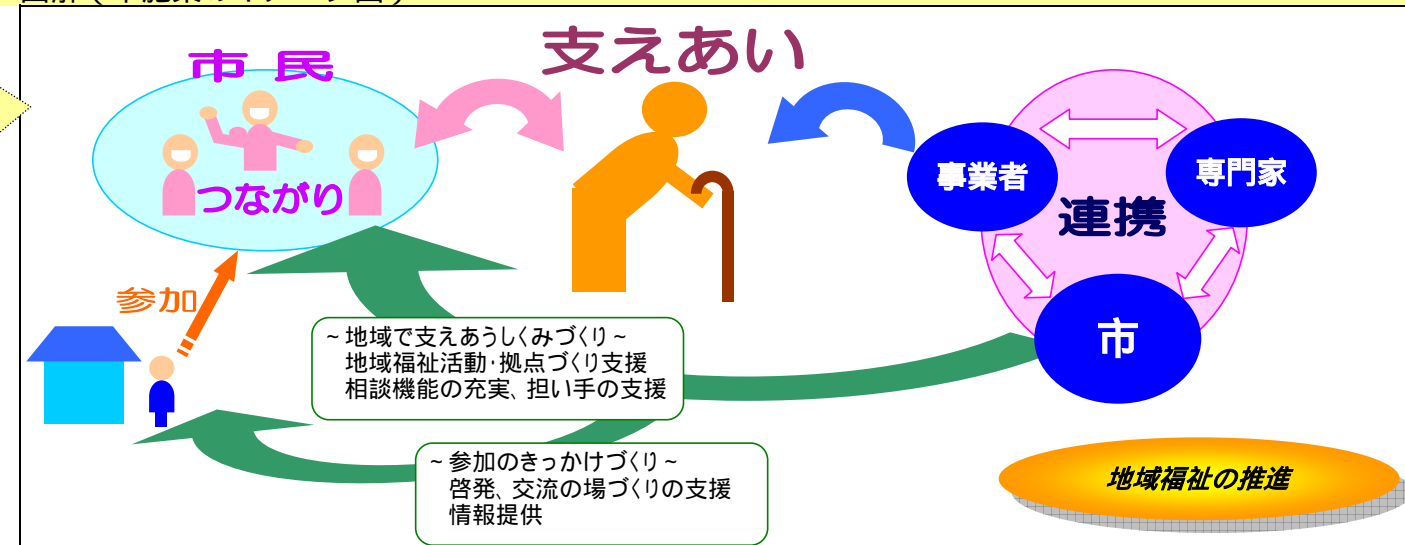 支えあい
市民
つながり
事業者
専門家
連携
市
参加
~地域で支えあうしくみづくり~
地域福祉活動・拠点づくり支援
相談機能の充実、担い手の支援
~参加のきっかけづくり~
啓発、交流の場づくりの支援
情報提供
地域福祉の推進